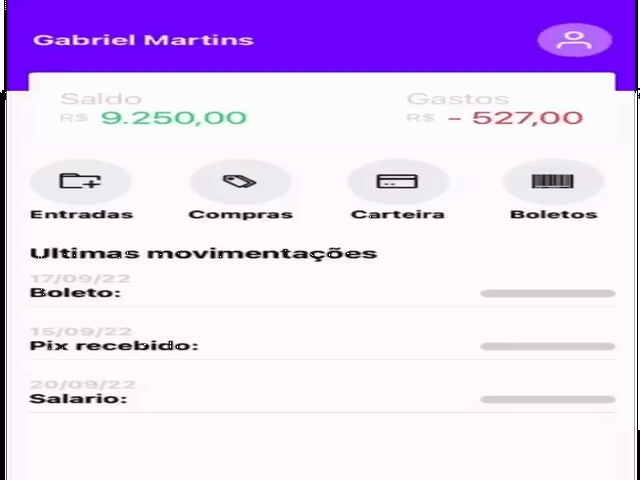 Gabriel Martins
Saldo Gastos
R$ 9.250,00 R$ - 527,00
Entradas Compras Carteira Boletos
Ultimas movimentações
17/09/22
Boleto:
15/09/22
Pix recebido:
20/09/22
Salario: